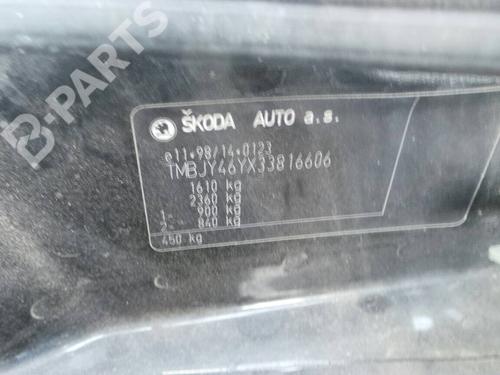 B-PARTS
ŠKODA AUTO a.s.
e11*98/14*0123
TMBJY46YX33816606
1610 kg
2360 kg
1- 900 kg
2- 840 kg
450 kg